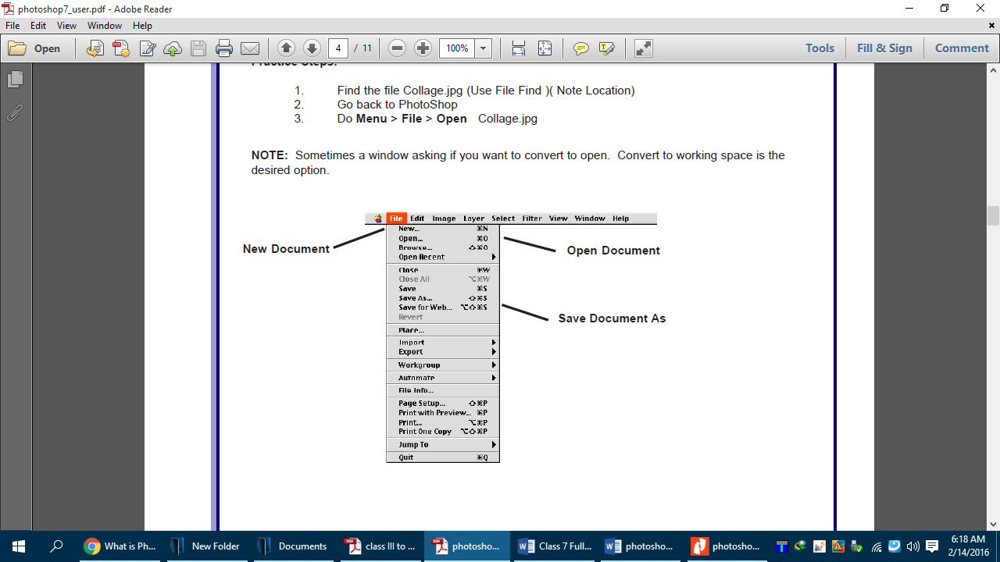 photoshop7_user.pdf - Adobe Reader
File Edit View Window Help
Open 4 / 11 100% Tools Fill & Sign Comment
Practice Steps:
1. Find the file Collage.jpg (Use File Find )( Note Location)
2. Go back to PhotoShop
3. Do Menu > File > Open Collage.jpg
NOTE: Sometimes a window asking if you want to convert to open. Convert to working space is the
desired option.
File Edit Image Layer Select Filter View Window Help
New... ⌘N
Open... ⌘O
Browse... ⇧⌘O
Open Recent
Close ⌘W
Close All ⌥⌘W
Save ⌘S
Save As... ⇧⌘S
Save for Web... ⌥⇧⌘S
Revert
Place...
Import
Export
Workgroup
Automate
File Info...
Page Setup... ⇧⌘P
Print with Preview... ⌘P
Print... ⌥⌘P
Print One Copy ⌥⇧⌘P
Jump To
Quit ⌘Q
New Document
Open Document
Save Document As
What is Ph... New Folder Documents class III to ... photosho... Class 7 Full... photosho... photosho...
6:18 AM
2/14/2016